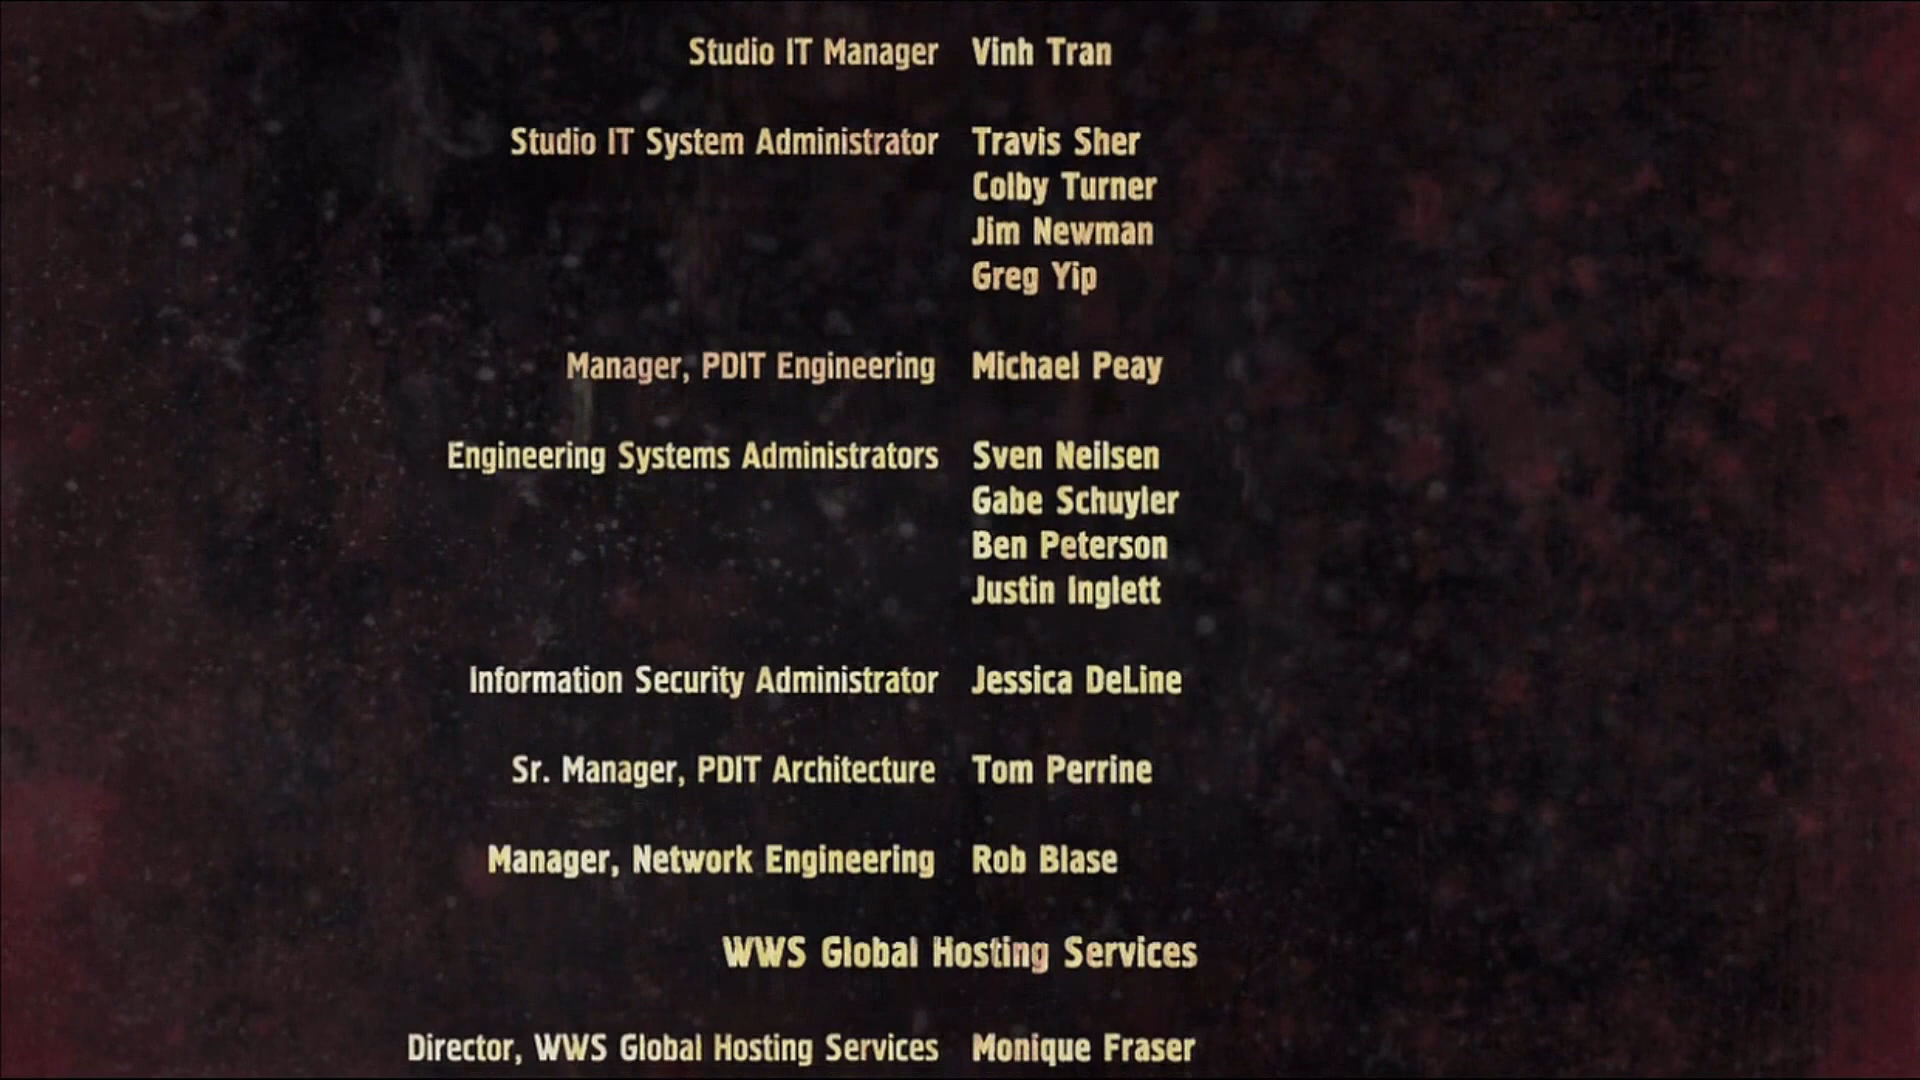 Studio IT Manager Vinh Tran
Studio IT System Administrator Travis Sher
Colby Turner
Jim Newman
Greg Yip
Manager, PDIT Engineering Michael Peay
Engineering Systems Administrators Sven Neilsen
Gabe Schuyler
Ben Peterson
Justin Inglett
Information Security Administrator Jessica DeLine
Sr. Manager, PDIT Architecture Tom Perrine
Manager, Network Engineering Rob Blase
WWS Global Hosting Services
Director, WWS Global Hosting Services Monique Fraser